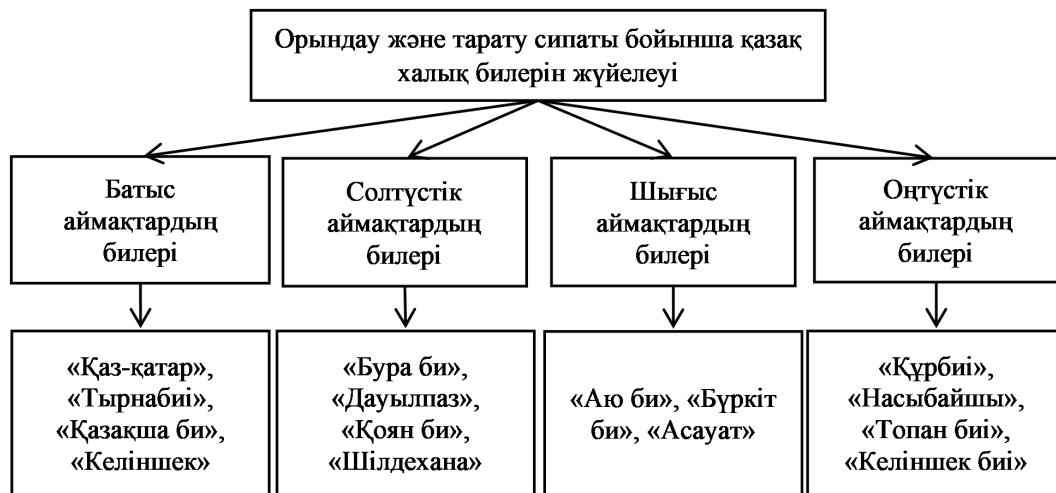 Орындау және тарату сипаты бойынша қазақ
халық билерін жүйелеуі
Батыс
аймақтардың
билері
Солтүстік
аймақтардың
билері
Шығыс
аймақтардың
билері
Оңтүстік
аймақтардың
билері
«Қаз-қатар»,
«Тырнабиі»,
«Қазақша би»,
«Келіншек»
«Бура би»,
«Дауылпаз»,
«Қоян би»,
«Шілдехана»
«Аю би», «Бүркіт
би», «Асауат»
«Құрбиі»,
«Насыбайшы»,
«Топан биі»,
«Келіншек биі»